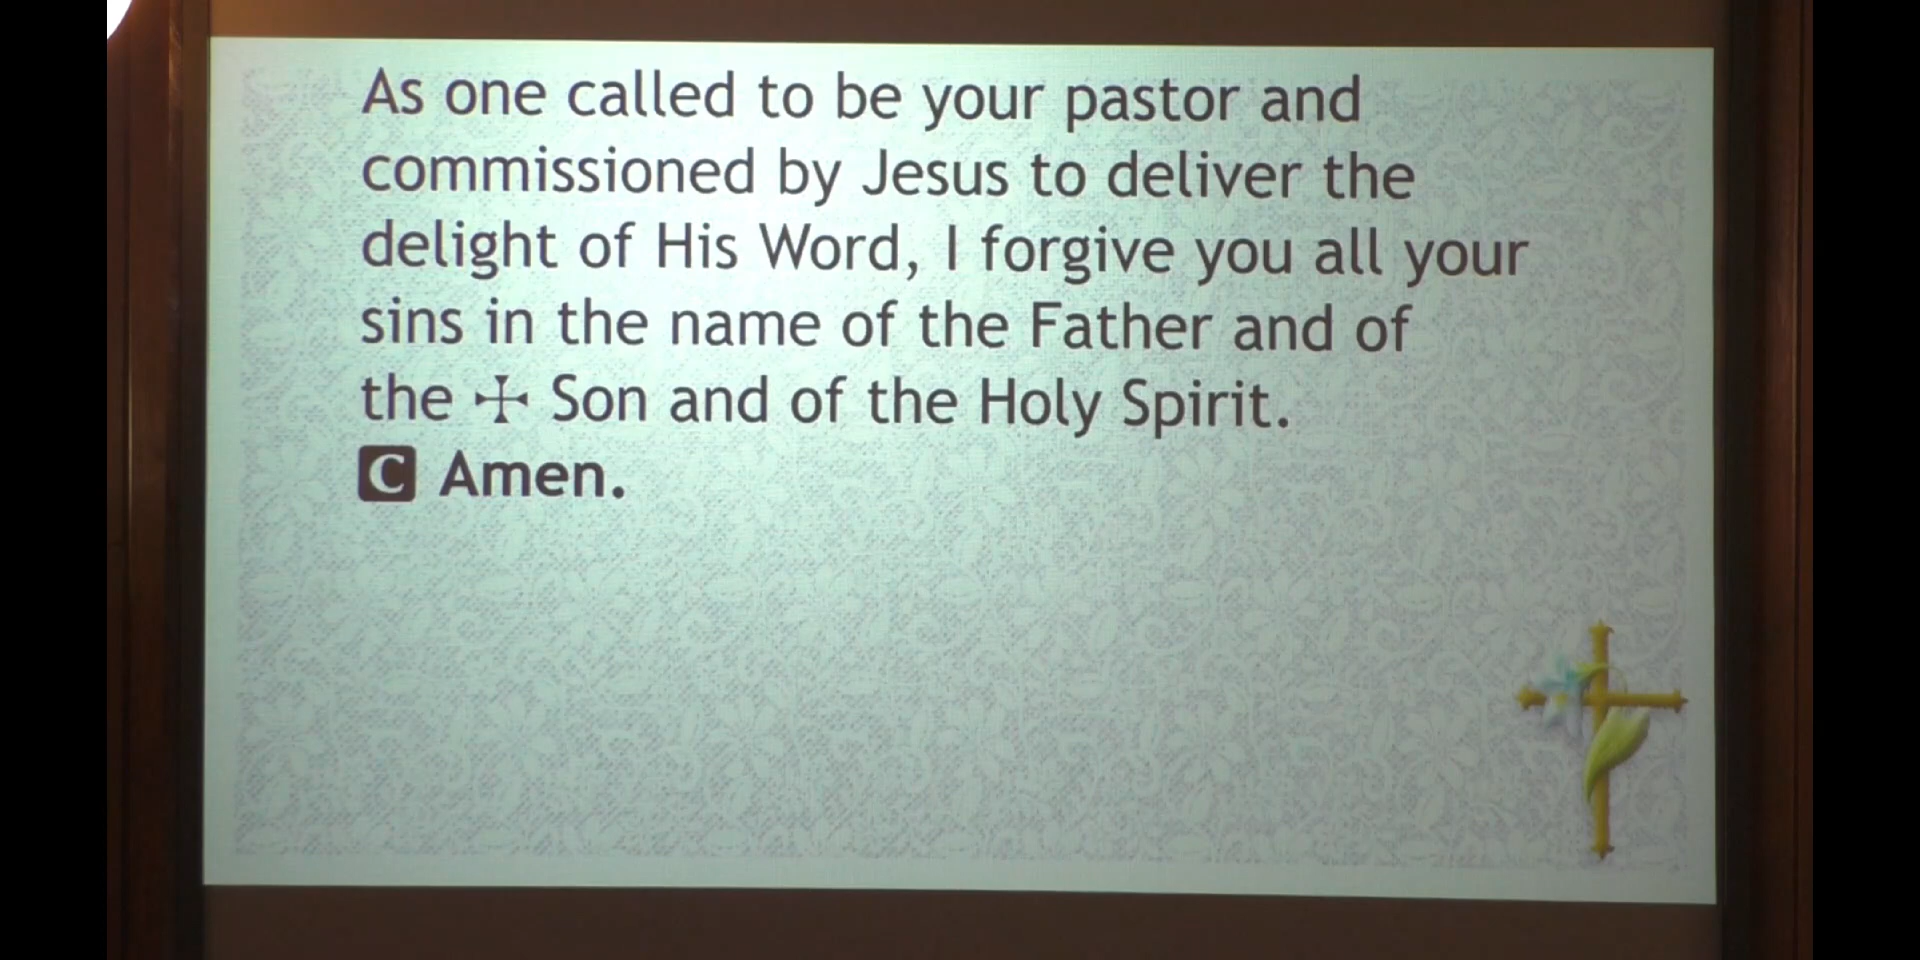 As one called to be your pastor and
commissioned by Jesus to deliver the
delight of His Word, I forgive you all your
sins in the name of the Father and of
the ☩ Son and of the Holy Spirit.
C Amen.